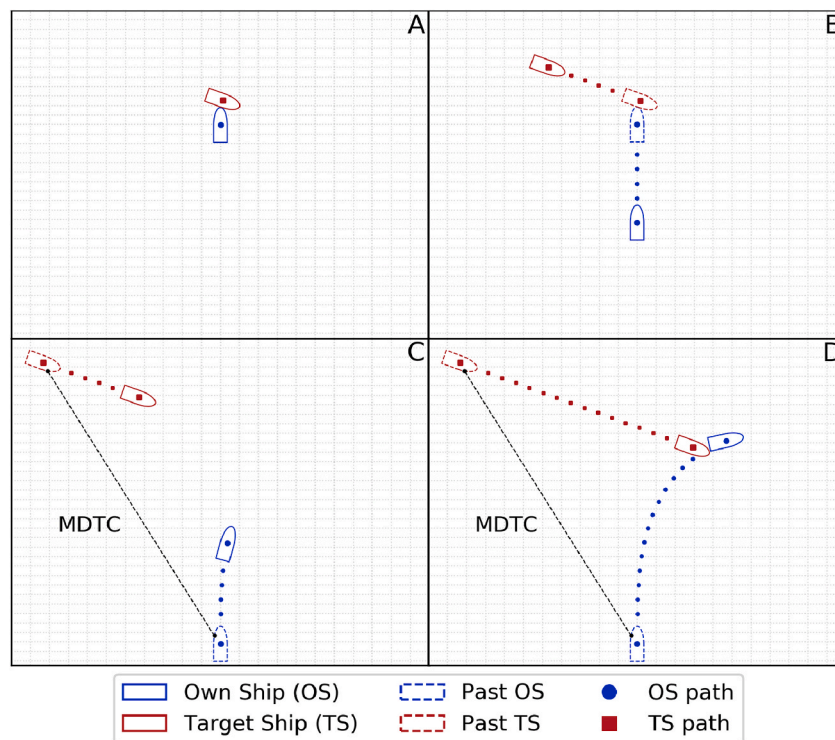 A
B
C
MDTC
D
MDTC
Own Ship (OS)
Past OS
OS path
Target Ship (TS)
Past TS
TS path